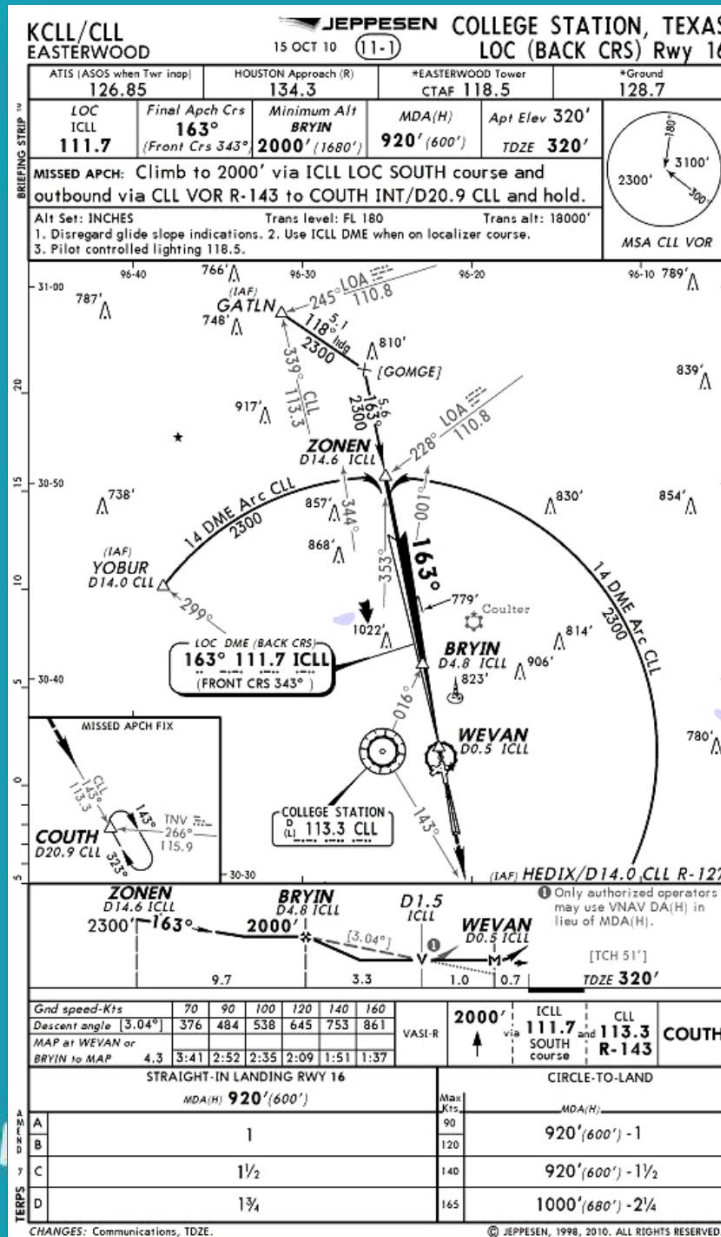 KCLL/CLL
EASTERWOOD
JEPPESEN
15 OCT 10 11-1
COLLEGE STATION, TEXAS
LOC (BACK CRS) Rwy 16
BRIEFING STRIP TM
ATIS (ASOS when Twr inop)
126.85
HOUSTON Approach (R)
134.3
*EASTERWOOD Tower
CTAF 118.5
*Ground
128.7
LOC
ICLL
111.7
Final Apch Crs
163°
(Front Crs 343°)
Minimum Alt
BRYIN
2000' (1680')
MDA(H)
920' (600')
Apt Elev 320'
TDZE 320'
MISSED APCH: Climb to 2000' via ICLL LOC SOUTH course and
outbound via CLL VOR R-143 to COUTH INT/D20.9 CLL and hold.
Alt Set: INCHES Trans level: FL 180 Trans alt: 18000'
1. Disregard glide slope indications. 2. Use ICLL DME when on localizer course.
3. Pilot controlled lighting 118.5.
180°
3100'
2300'
300°
MSA CLL VOR
96-40
96-30
96-20
96-10
31-00
30-50
30-40
30-30
20
15
10
5
0
5
787'
766'
748'
789'
(IAF)
GATLN
245° LOA
110.8
5.1
118° hdg
2300
810'
[GOMGE]
339° CLL
113.3
5.6
163°
2300
839'
917'
228° LOA
110.8
ZONEN
D14.6 ICLL
738'
14 DME Arc CLL
2300
857'
344°
001°
830'
854'
868'
353°
163°
14 DME Arc CLL
2300
(IAF)
YOBUR
D14.0 CLL
299°
779'
Coulter
1022'
814'
LOC DME (BACK CRS)
163° 111.7 ICLL
(FRONT CRS 343°)
BRYIN
D4.8 ICLL
906'
823'
016°
780'
WEVAN
D0.5 ICLL
COLLEGE STATION
D
(L) 113.3 CLL
143°
(IAF) HEDIX/D14.0 CLL R-127
MISSED APCH FIX
CLL
143°
113.3
143°
TNV
266°
115.9
COUTH
D20.9 CLL
323°
ZONEN
D14.6 ICLL
2300'
163°
BRYIN
D4.8 ICLL
2000'
[3.04°]
D1.5
ICLL
1
V
WEVAN
D0.5 ICLL
M
1 Only authorized operators
may use VNAV DA(H) in
lieu of MDA(H).
[TCH 51']
TDZE 320'
9.7
3.3
1.0
0.7
Gnd speed-Kts 70 90 100 120 140 160
Descent angle [3.04°] 376 484 538 645 753 861
MAP at WEVAN or
BRYIN to MAP 4.3 3:41 2:52 2:35 2:09 1:51 1:37
VASI-R
2000'
via
ICLL
111.7
SOUTH
course
and
CLL
113.3
R-143
COUTH
STRAIGHT-IN LANDING RWY 16
MDA(H) 920'(600')
CIRCLE-TO-LAND
Max
Kts
MDA(H)
A
B
1
90
120
920'(600') - 1
C
1½
140
920'(600') - 1½
D
1¾
165
1000'(680') - 2¼
TERPS AMEND 7
CHANGES: Communications, TDZE.
© JEPPESEN, 1998, 2010. ALL RIGHTS RESERVED.